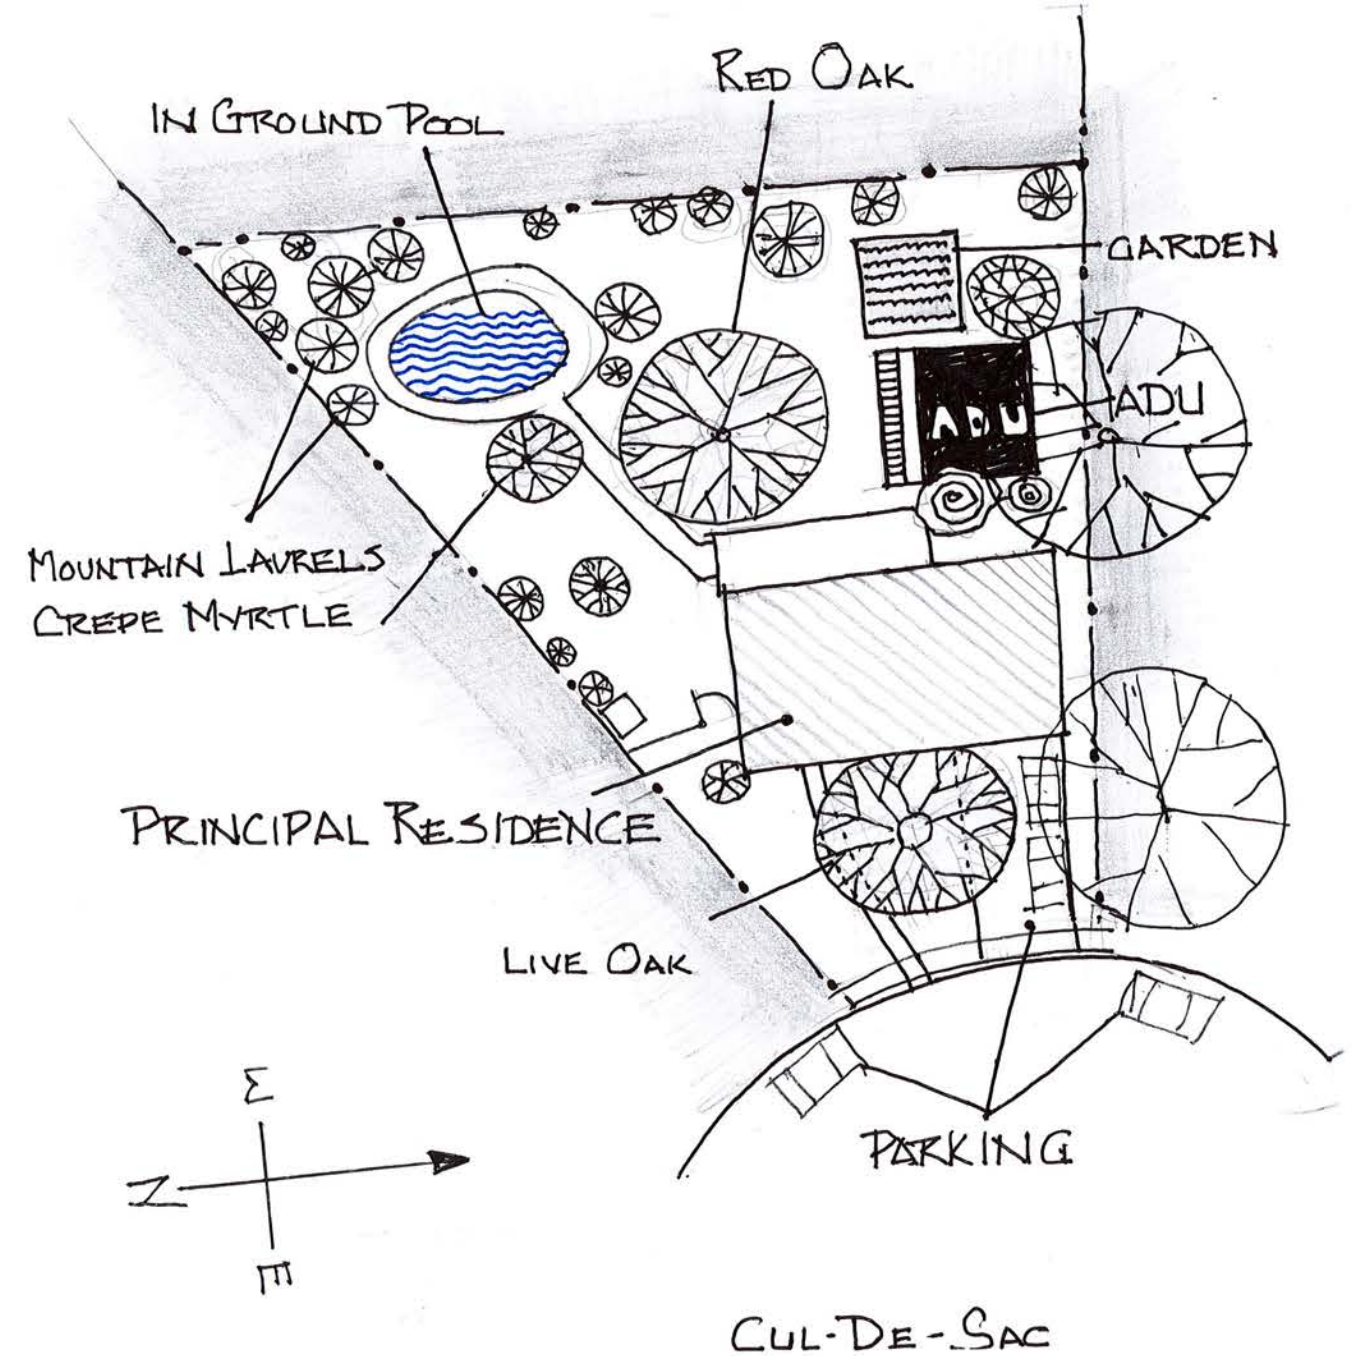 RED OAK
IN GROUND POOL
GARDEN
ADU
ADU
MOUNTAIN LAURELS
CREPE MYRTLE
PRINCIPAL RESIDENCE
LIVE OAK
PARKING
W
N
E
CUL-DE-SAC